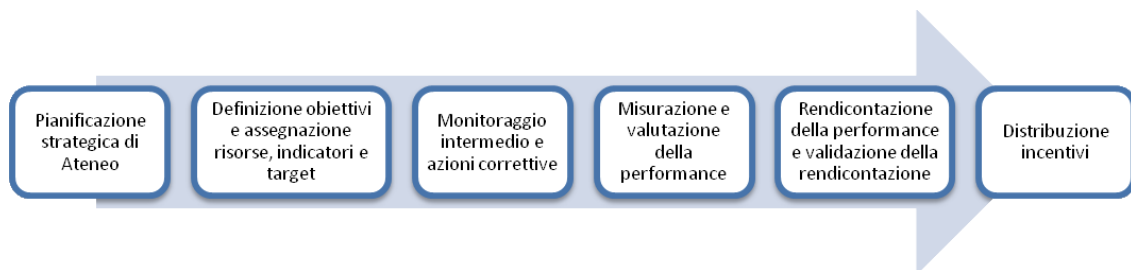 Pianificazione
strategica di
Ateneo
Definizione obiettivi
e assegnazione
risorse, indicatori e
target
Monitoraggio
intermedio e
azioni correttive
Misurazione e
valutazione
della
performance
Rendicontazione
della performance
e validazione della
rendicontazione
Distribuzione
incentivi